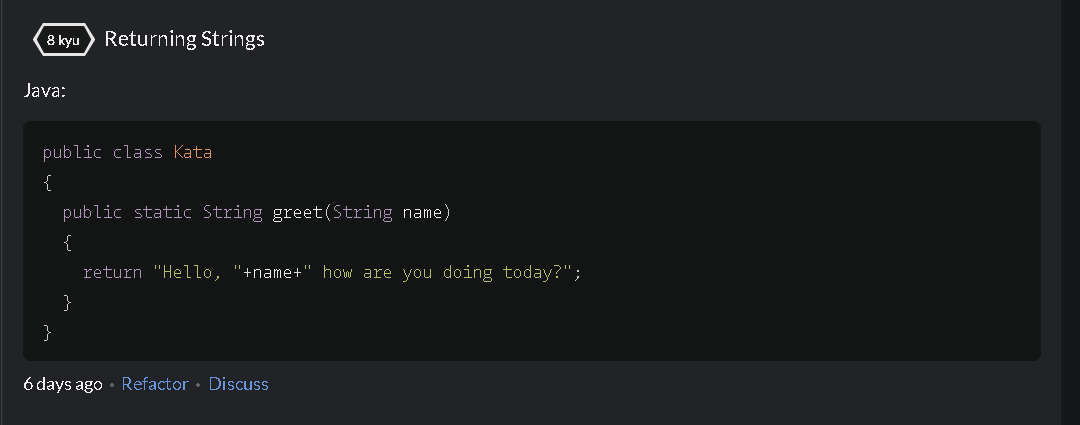 8 kyu Returning Strings
Java:
public class Kata
{
  public static String greet(String name)
  {
    return "Hello, "+name+" how are you doing today?";
  }
}
6 days ago • Refactor • Discuss